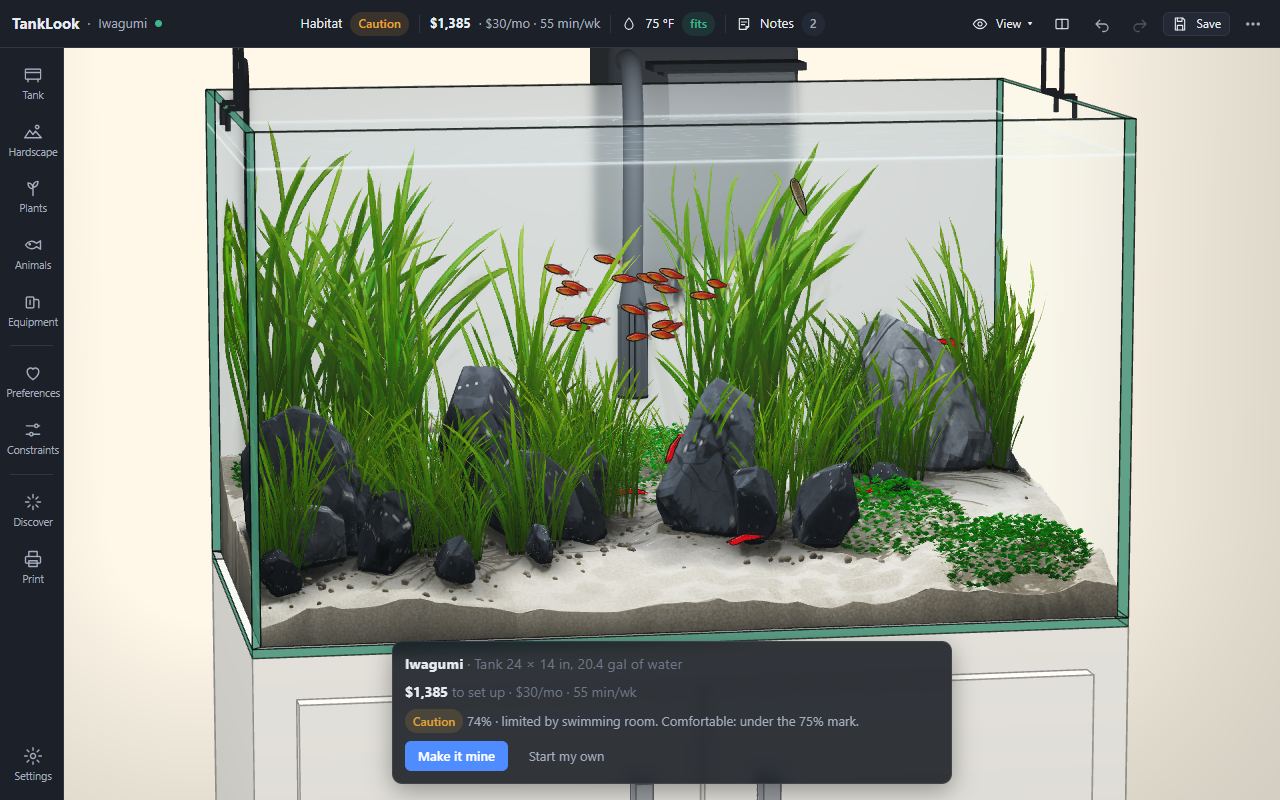 TankLook · Iwagumi
Habitat Caution $1,385 · $30/mo · 55 min/wk 75 °F fits Notes 2
View Save
Tank
Hardscape
Plants
Animals
Equipment
Preferences
Constraints
Discover
Print
Settings
Iwagumi · Tank 24 × 14 in, 20.4 gal of water
$1,385 to set up · $30/mo · 55 min/wk
Caution 74% · limited by swimming room. Comfortable: under the 75% mark.
Make it mine Start my own